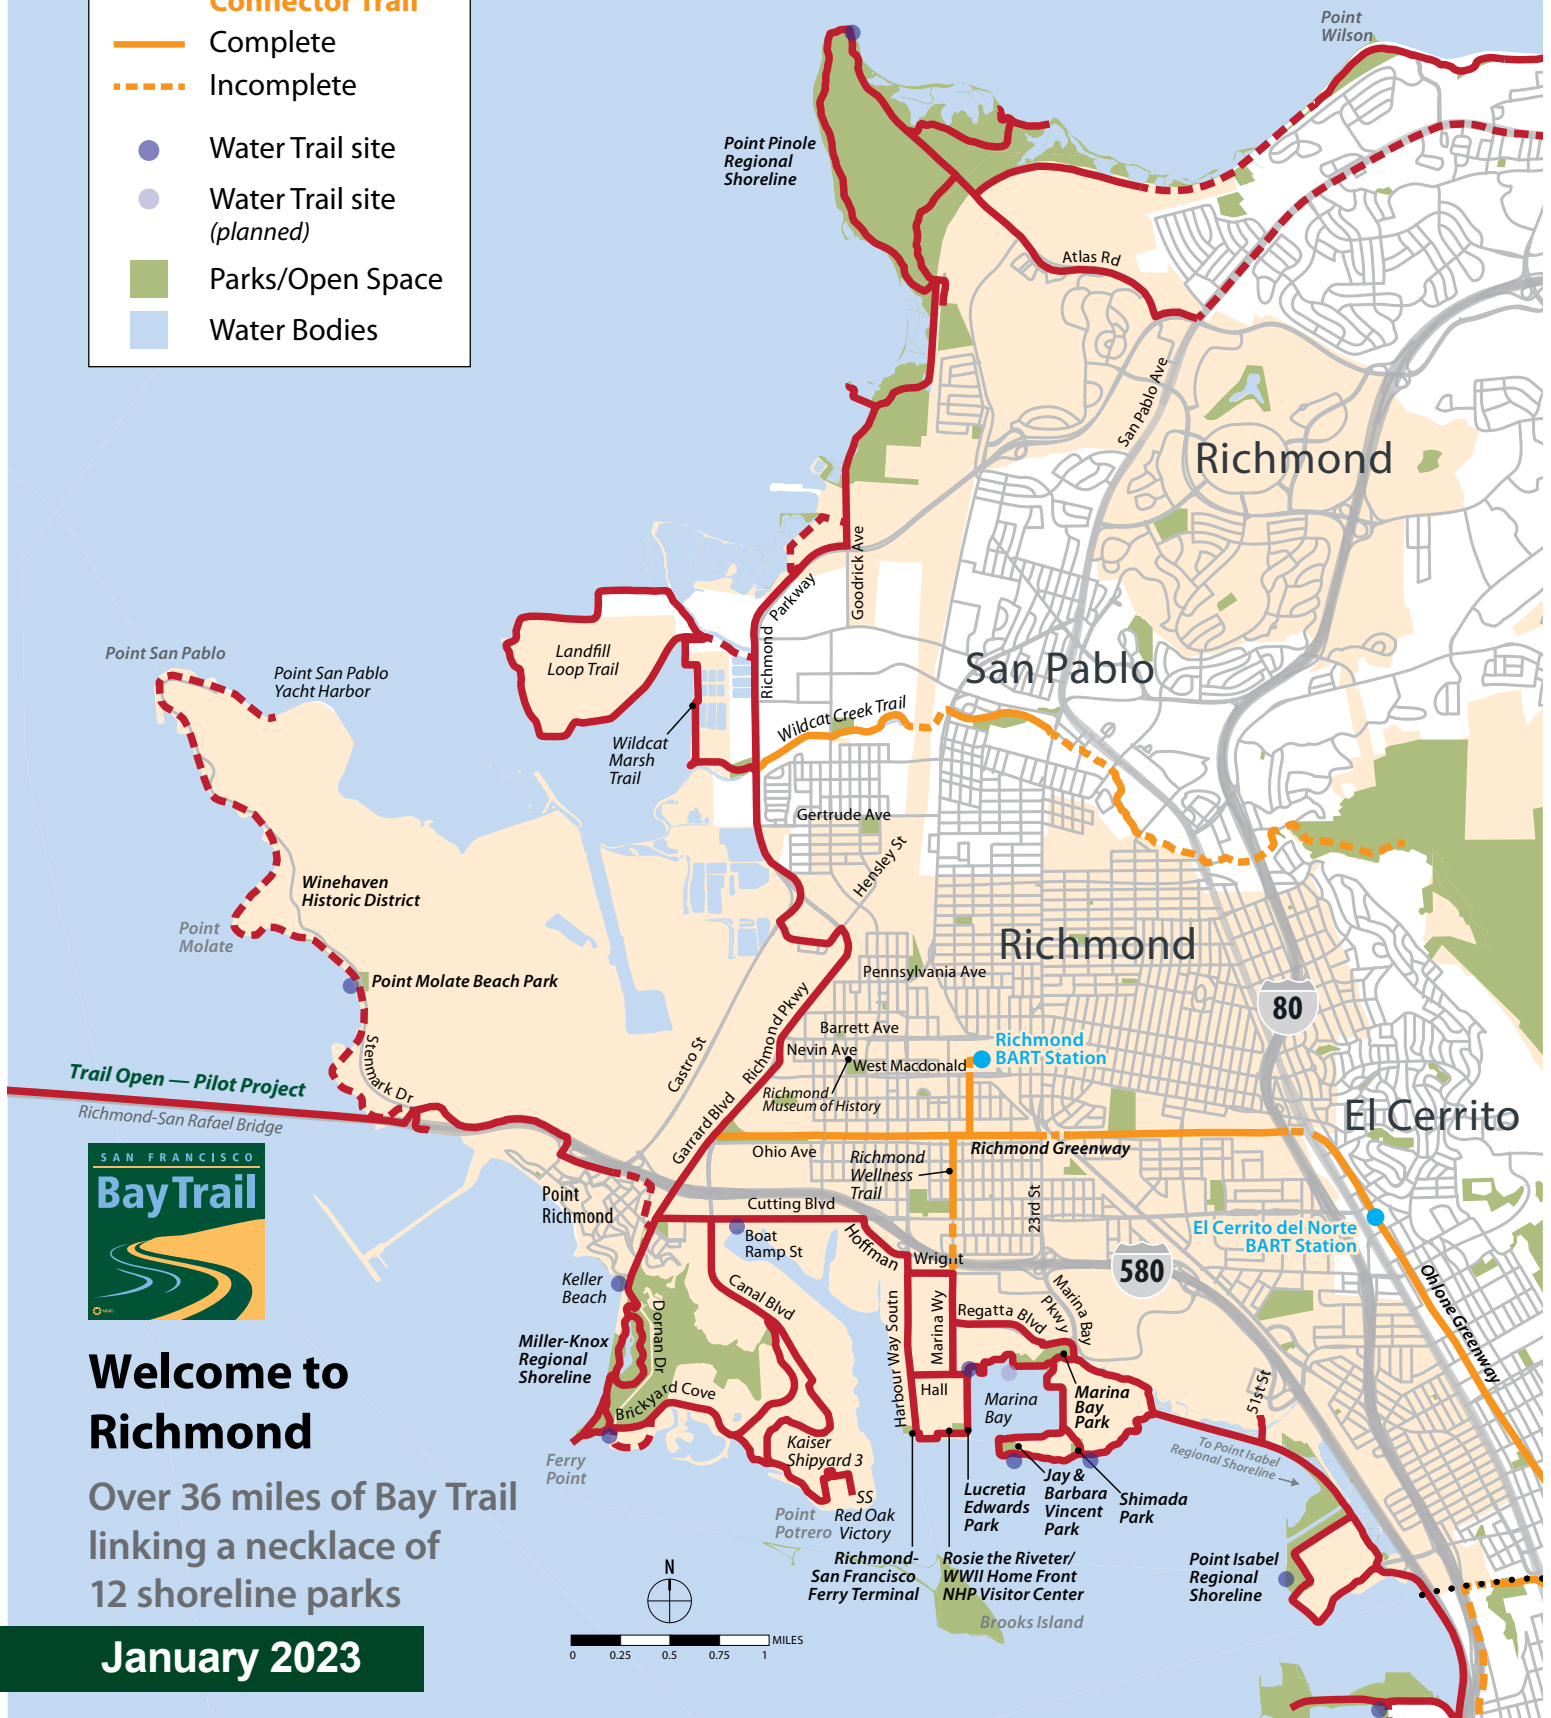 Connector Trail
Complete
Incomplete
Water Trail site
Water Trail site
(planned)
Parks/Open Space
Water Bodies
Point
Wilson
Point Pinole
Regional
Shoreline
Atlas Rd
San Pablo Ave
Richmond
Goodrick Ave
Parkway
Richmond
Landfill
Loop Trail
Point San Pablo
Point San Pablo
Yacht Harbor
San Pablo
Wildcat Creek Trail
Wildcat
Marsh
Trail
Gertrude Ave
Hensley St
Winehaven
Historic District
Point
Molate
Richmond
Point Molate Beach Park
Pennsylvania Ave
80
Barrett Ave
Nevin Ave
West Macdonald
Richmond
BART Station
Richmond
Museum of History
Stenmark Dr
Castro St
Richmond Pkwy
Garrard Blvd
Trail Open — Pilot Project
Richmond-San Rafael Bridge
El Cerrito
Ohio Ave
Richmond Greenway
Richmond
Wellness
Trail
SAN FRANCISCO
Bay Trail
Point
Richmond
Cutting Blvd
23rd St
El Cerrito del Norte
BART Station
Boat
Ramp St
Hoffman
Wright
580
Keller
Beach
Canal Blvd
Marina Bay
Pkwy
Ohlone Greenway
Dornan Dr
Harbour Way South
Marina Wy
Regatta Blvd
Miller-Knox
Regional
Shoreline
Brickyard Cove
Hall
Marina
Bay
Marina
Bay
Park
51st St
Welcome to
Richmond
Over 36 miles of Bay Trail
linking a necklace of
12 shoreline parks
January 2023
Ferry
Point
Kaiser
Shipyard 3
To Point Isabel
Regional Shoreline
SS
Red Oak
Victory
Point
Potrero
Lucretia
Edwards
Park
Jay &
Barbara
Vincent
Park
Shimada
Park
Richmond-
San Francisco
Ferry Terminal
Rosie the Riveter/
WWII Home Front
NHP Visitor Center
Point Isabel
Regional
Shoreline
Brooks Island
N
MILES
0 0.25 0.5 0.75 1